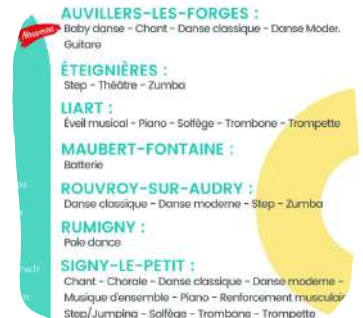 AUVILLERS-LES-FORGES :
Nouveau
Baby danse - Chant - Danse classique - Danse Moder.
Guitare
ÉTEIGNIÈRES :
Step - Théâtre - Zumba
LIART :
Éveil musical - Piano - Solfège - Trombone - Trompette
MAUBERT-FONTAINE :
Batterie
ROUVROY-SUR-AUDRY :
Danse classique - Danse moderne - Step - Zumba
RUMIGNY :
Pole dance
SIGNY-LE-PETIT :
Chant - Chorale - Danse classique - Danse moderne -
Musique d'ensemble - Piano - Renforcement musculair
Step/Jumping - Solfège - Trombone - Trompette